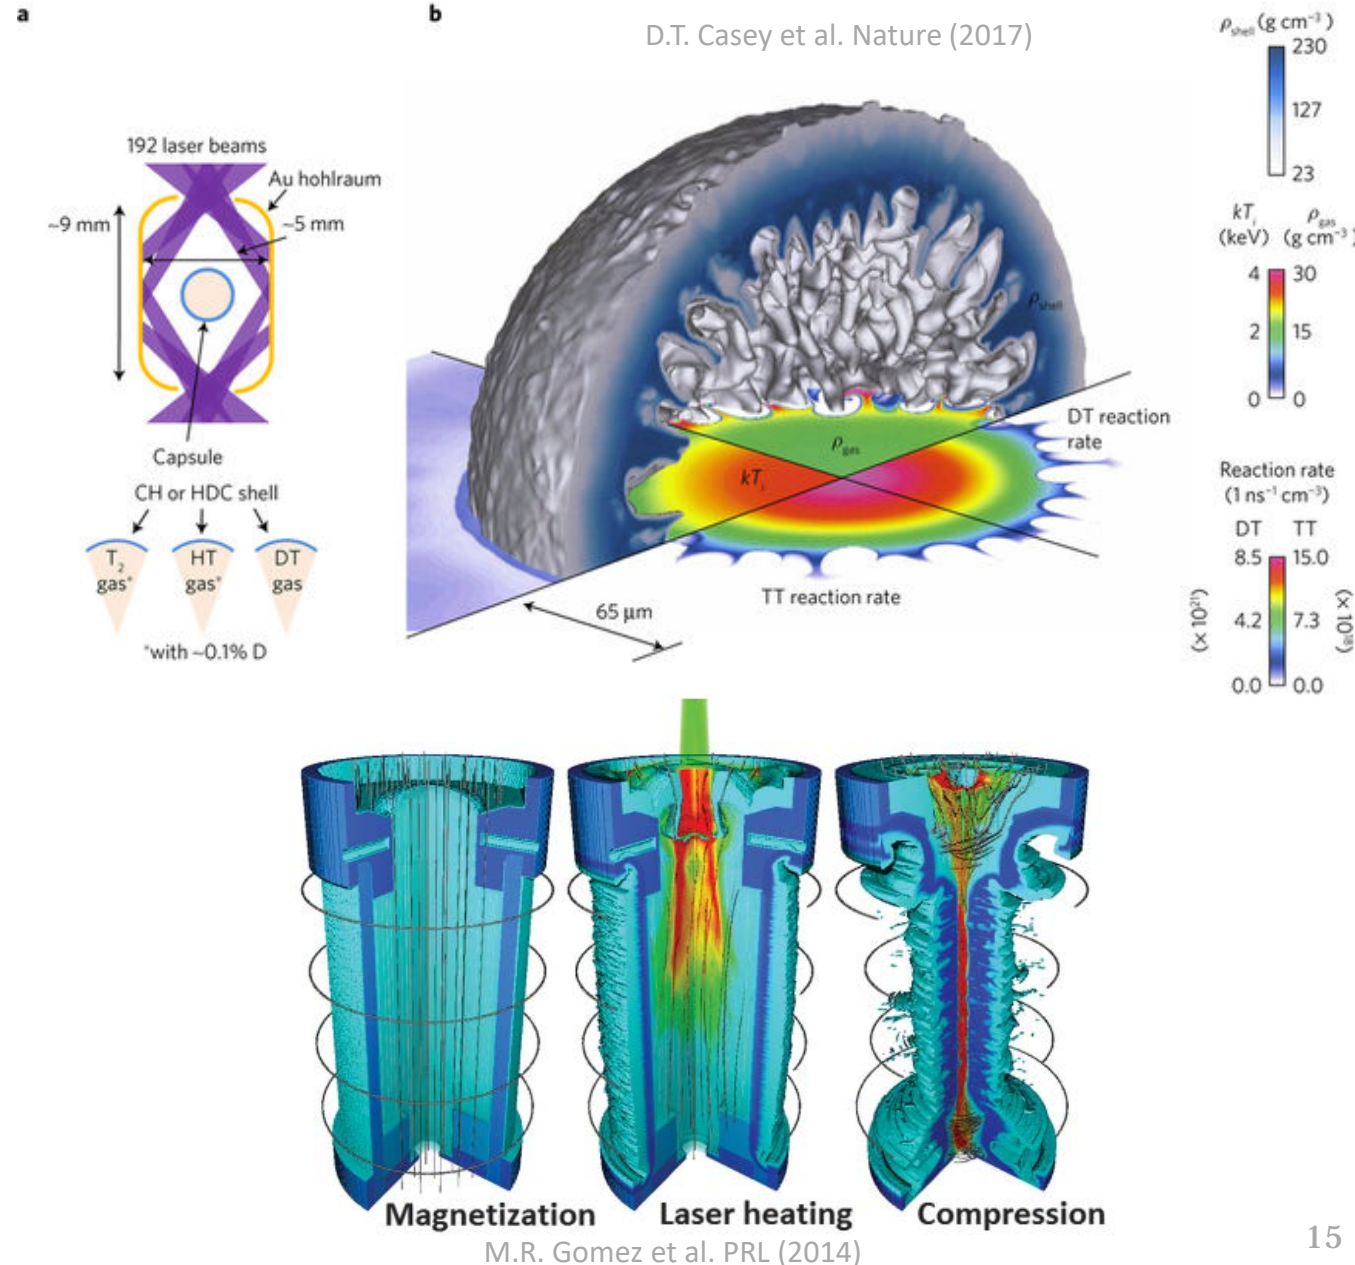 a
b
D.T. Casey et al. Nature (2017)
192 laser beams
Au hohlraum
~9 mm
~5 mm
Capsule
CH or HDC shell
T₂ gas*
HT gas*
DT gas
*with ~0.1% D
ρshell
ρgas
kTi
DT reaction
rate
TT reaction rate
65 μm
ρshell (g cm⁻³)
230
127
23
kTi ρgas
(keV) (g cm⁻³)
4 30
2 15
0 0
Reaction rate
(1 ns⁻¹ cm⁻³)
DT TT
8.5 15.0
4.2 7.3
0.0 0.0
(× 10²¹)
(× 10¹⁸)
Magnetization
Laser heating
Compression
M.R. Gomez et al. PRL (2014)
15